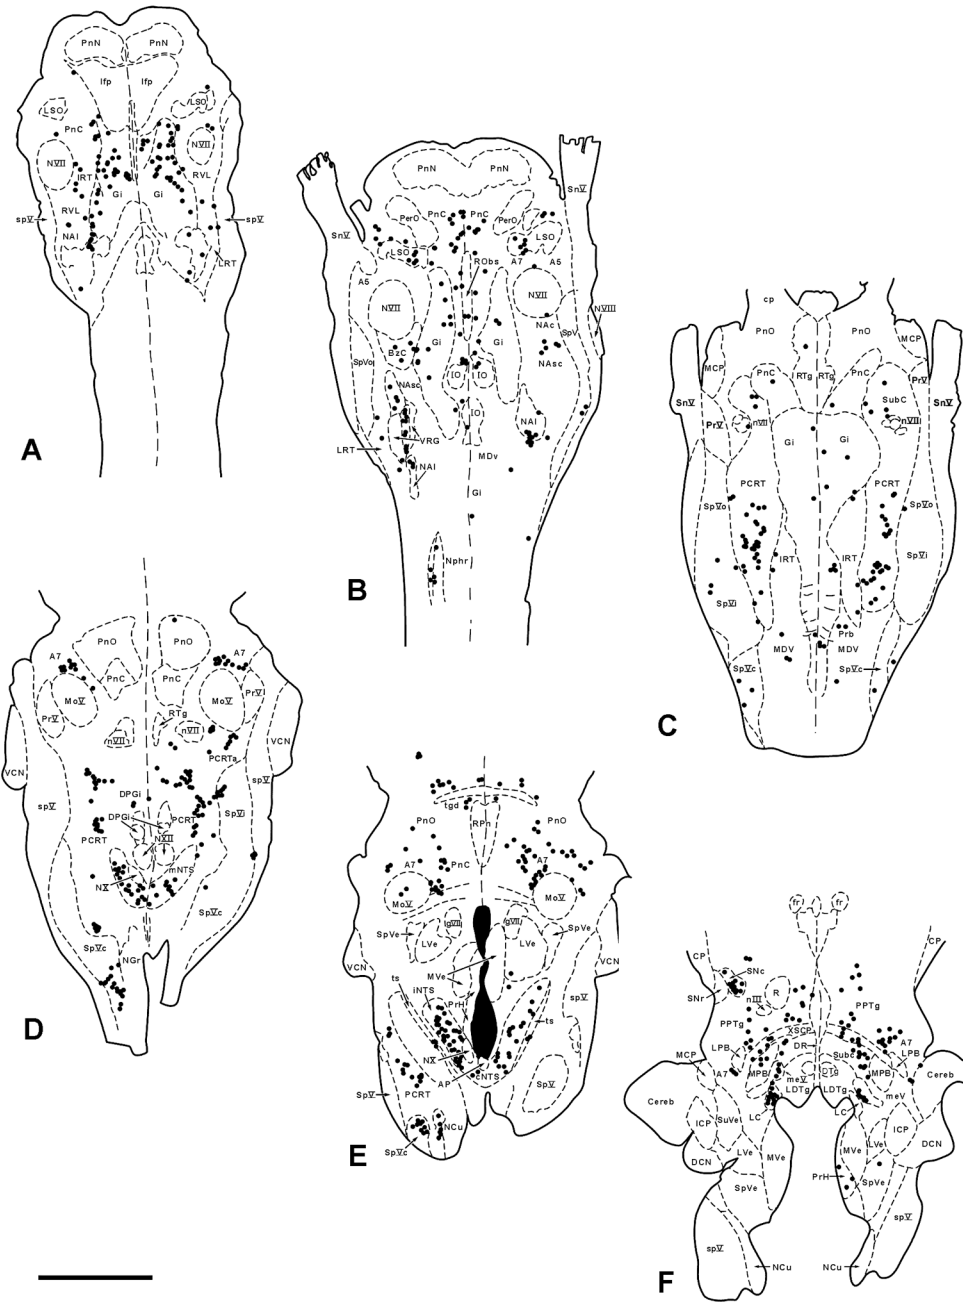 PnN PnN
lfp lfp
LSO LSO
PnC
NVII NVII
IRT RVL
Gi Gi
RVL
spV spV
NAI
LRT
A
PnN PnN
SnV
PerO PnC PnC PerO
SnV
LSO LSO
RObs A7 A5
A5
NVII NVII NVIII
NAc
Gi Gi SpV
SpVo BzC NAsc
IO IO
NAsc
IO NAI
VRG
LRT MDv
NAI
Gi
Nphr
B
cp
PnO PnO
MCP MCP
PnC RTg RTg PnC PrV
SnV SubC SnV
PrV nVII nVII
Gi Gi
PCRT PCRT
SpVo SpVo
IRT IRT SpVi
SpVi
Prb
MDV MDV
SpVc SpVc
C
PnO PnO
A7 A7
PnC PnC
MoV MoV PrV
PrV RTg
nVII nVII
VCN VCN
PCRTa
spV DPGi spV
DPGi PCRT SpVi
PCRT NXII
mNTS
NX
SpVc
SpVc NGr
D
tgd
PnO RPn PnO
A7 PnC A7
MoV MoV
gVII gVII
SpVe SpVe
LVe LVe
VCN MVe VCN
ts iNTS spV
PrH ts
NX
AP cNTS
SpV PCRT SpV
NCu
SpVc
E
fr fr
CP CP
SNc
SNr R
nIII
PPTg
PPTg XSCP
LPB DR Subc A7
MCP LPB
A7 MPB meV DTg MPB Cereb
Cereb LDTg LDTg meV
LC LC
ICP SuVe ICP
MVe LVe
DCN LVe MVe DCN
SpVe PrH SpVe
spV spV
NCu NCu
F